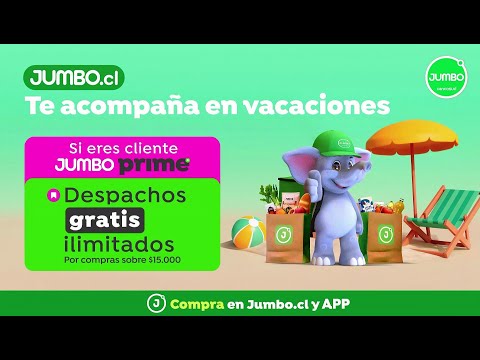 JUMBO.cl
JUMBO
Te acompaña en vacaciones
Si eres cliente
JUMBO prime
Despachos
gratis
ilimitados
Por compras sobre $15.000
J
J
J Compra en Jumbo.cl y APP